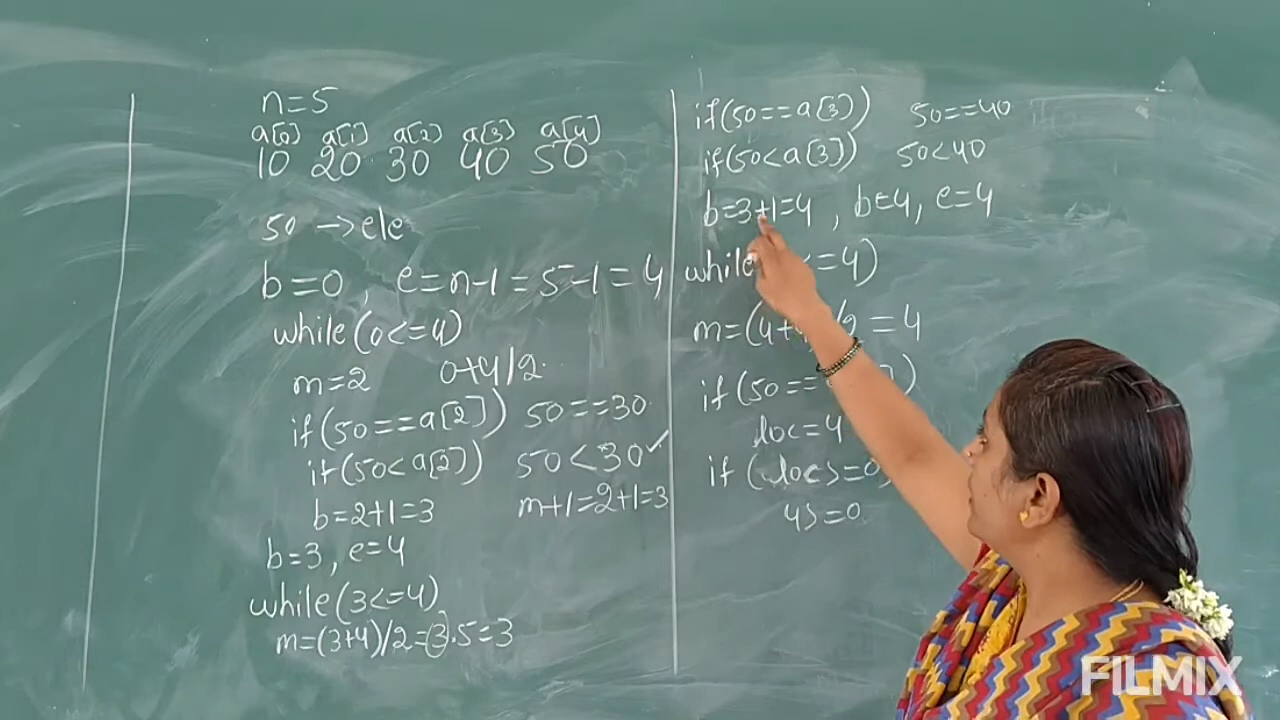 n=5
a[0] a[1] a[2] a[3] a[4]
10 20 30 40 50
50 → ele
b=0, e=n-1=5-1=4
while(0<=4)
m=2 0+4/2
if(50==a[2]) 50==30
if(50<a[2]) 50<30✓
b=2+1=3 m+1=2+1=3
b=3, e=4
while(3<=4)
m=(3+4)/2=3.5=3
if(50==a[3]) 50==40
if(50<a[3]) 50<40
b=3+1=4, b=4, e=4
while <=4)
m=(4+4)/2=4
if(50== ])
loc=4
if(loc>=0
4>=0
FILMIX